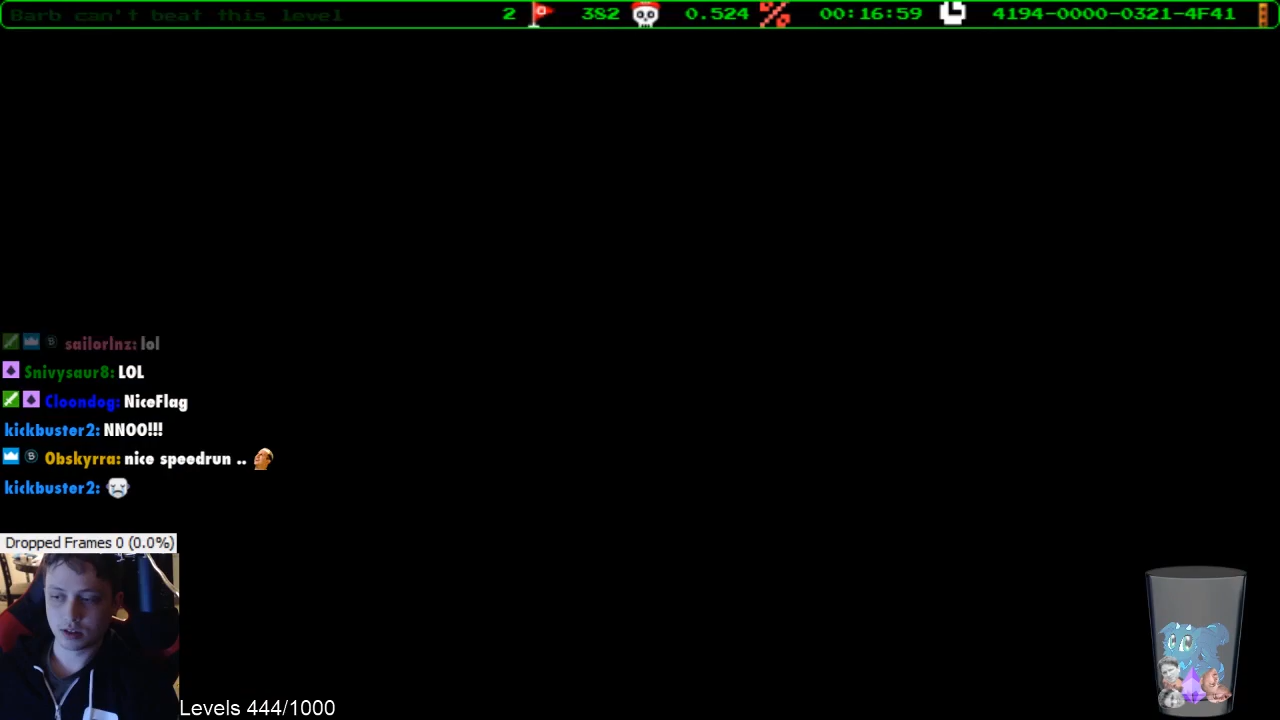 Barb can't beat this level 2 382 0.524 00:16:59 4194-0000-0321-4F41
sailorlnz: lol
Snivysaur8: LOL
Cloondog: NiceFlag
kickbuster2: NNOO!!!
Obskyrra: nice speedrun ..
kickbuster2:
Dropped Frames 0 (0.0%)
Levels 444/1000